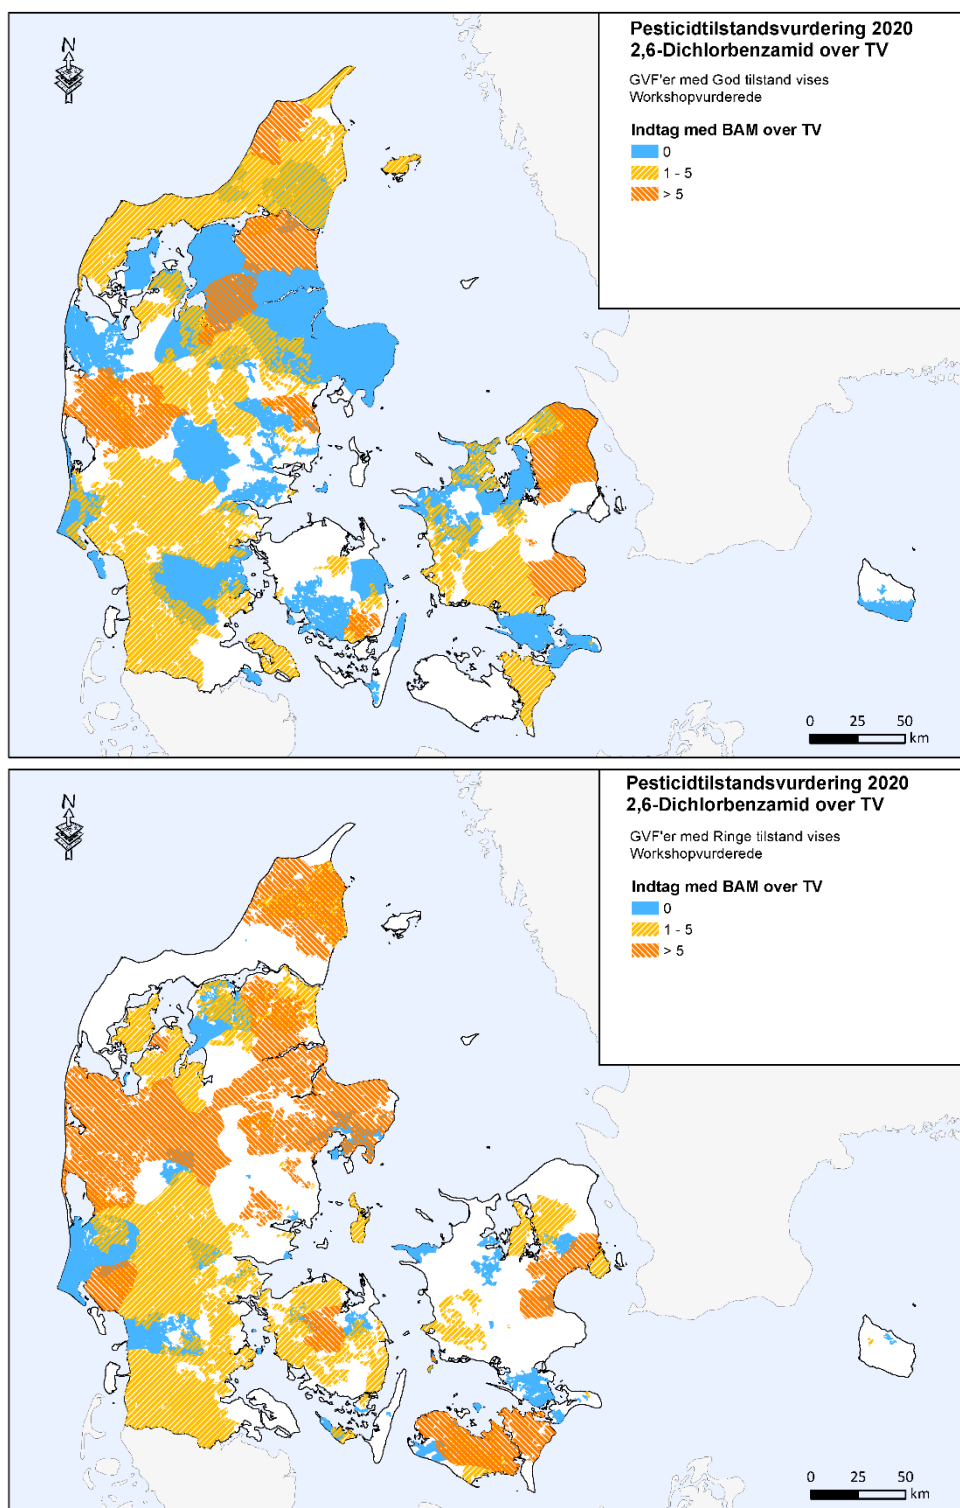 Pesticidtilstandsvurdering 2020
2,6-Dichlorbenzamid over TV
GVF'er med God tilstand vises
Workshopvurderede
Indtag med BAM over TV
0
1 - 5
> 5
N
0 25 50
km
Pesticidtilstandsvurdering 2020
2,6-Dichlorbenzamid over TV
GVF'er med Ringe tilstand vises
Workshopvurderede
Indtag med BAM over TV
0
1 - 5
> 5
N
0 25 50
km